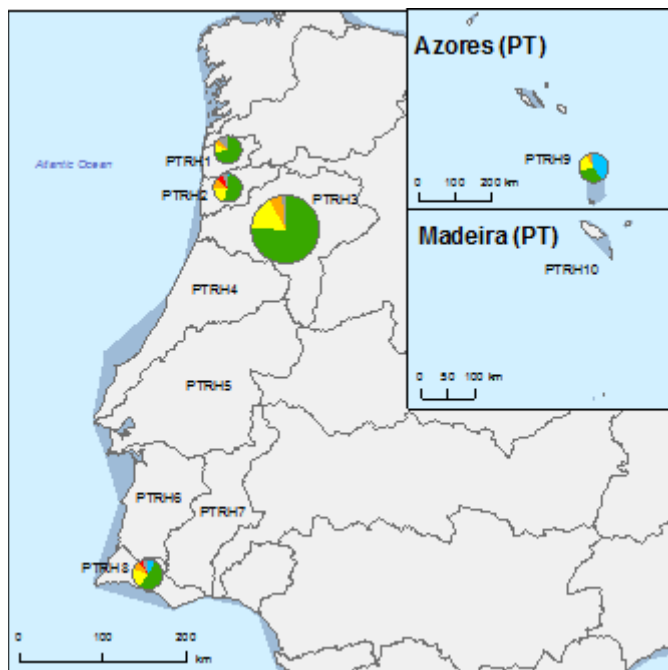 Azores (PT)
PTRH9
0 100 200 km
Madeira (PT)
PTRH10
0 50 100 km
Atlantic Ocean
PTRH1
PTRH2
PTRH3
PTRH4
PTRH5
PTRH6
PTRH7
PTRH8
0 100 200
km